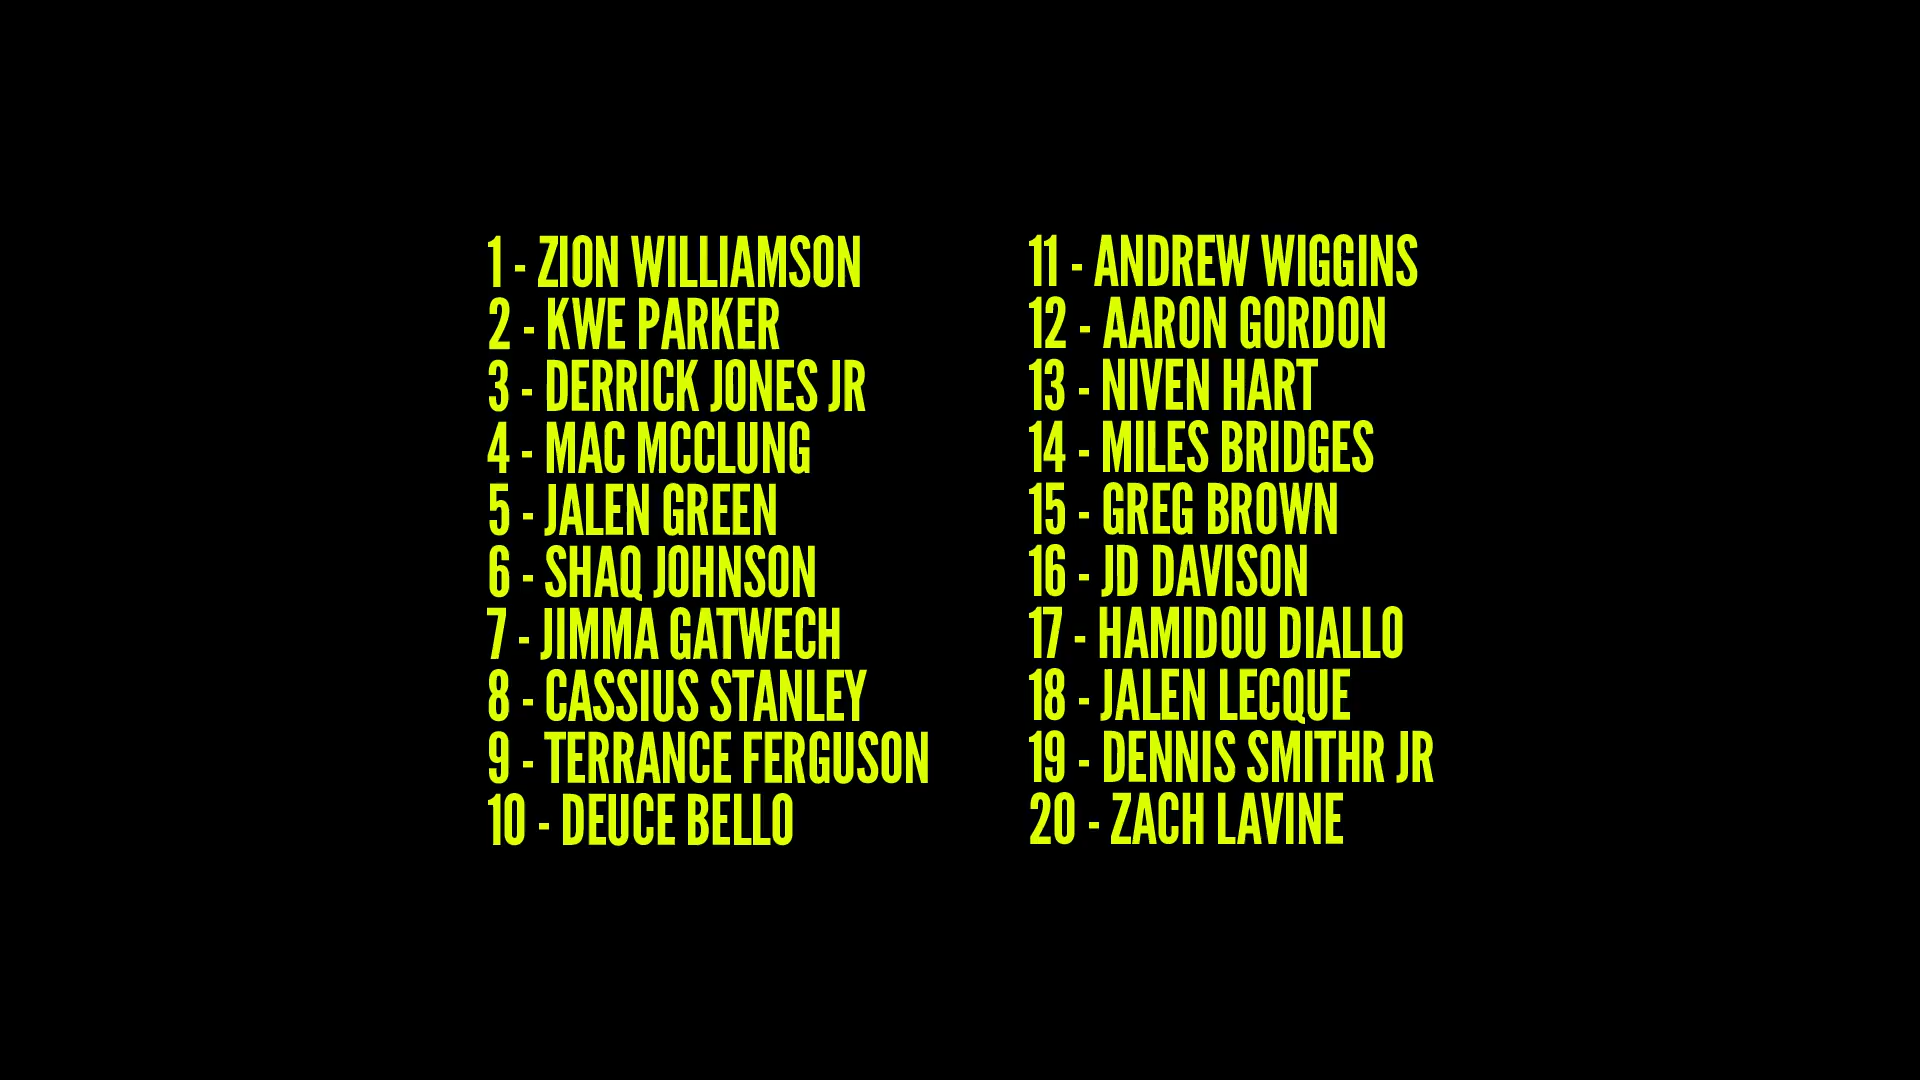 1 - ZION WILLIAMSON
2 - KWE PARKER
3 - DERRICK JONES JR
4 - MAC MCCLUNG
5 - JALEN GREEN
6 - SHAQ JOHNSON
7 - JIMMA GATWECH
8 - CASSIUS STANLEY
9 - TERRANCE FERGUSON
10 - DEUCE BELLO
11 - ANDREW WIGGINS
12 - AARON GORDON
13 - NIVEN HART
14 - MILES BRIDGES
15 - GREG BROWN
16 - JD DAVISON
17 - HAMIDOU DIALLO
18 - JALEN LECQUE
19 - DENNIS SMITHR JR
20 - ZACH LAVINE